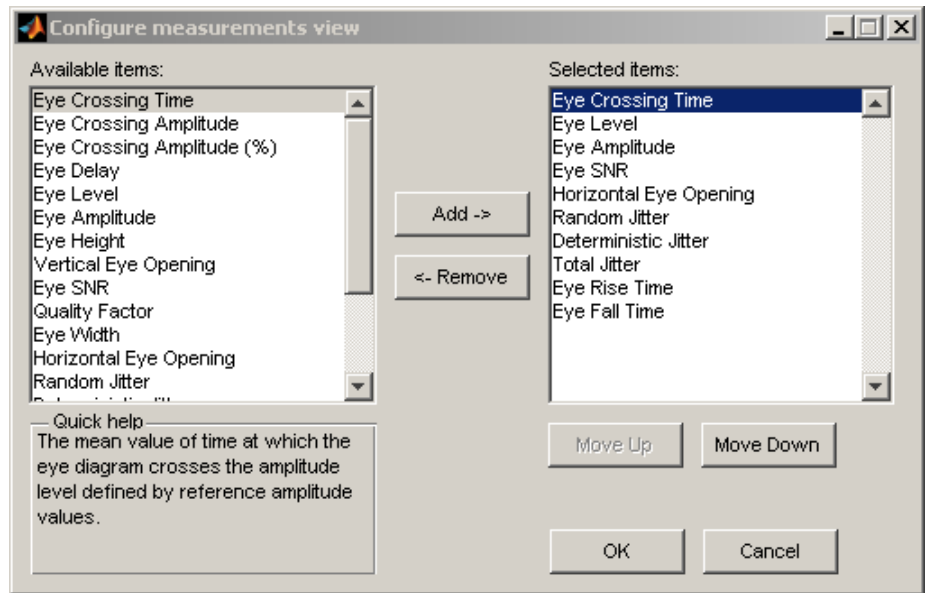 Configure measurements view
Available items:
Eye Crossing Time
Eye Crossing Amplitude
Eye Crossing Amplitude (%)
Eye Delay
Eye Level
Eye Amplitude
Eye Height
Vertical Eye Opening
Eye SNR
Quality Factor
Eye Width
Horizontal Eye Opening
Random Jitter
Add ->
<- Remove
Selected items:
Eye Crossing Time
Eye Level
Eye Amplitude
Eye SNR
Horizontal Eye Opening
Random Jitter
Deterministic Jitter
Total Jitter
Eye Rise Time
Eye Fall Time
Quick help
The mean value of time at which the
eye diagram crosses the amplitude
level defined by reference amplitude
values.
Move Up
Move Down
OK
Cancel